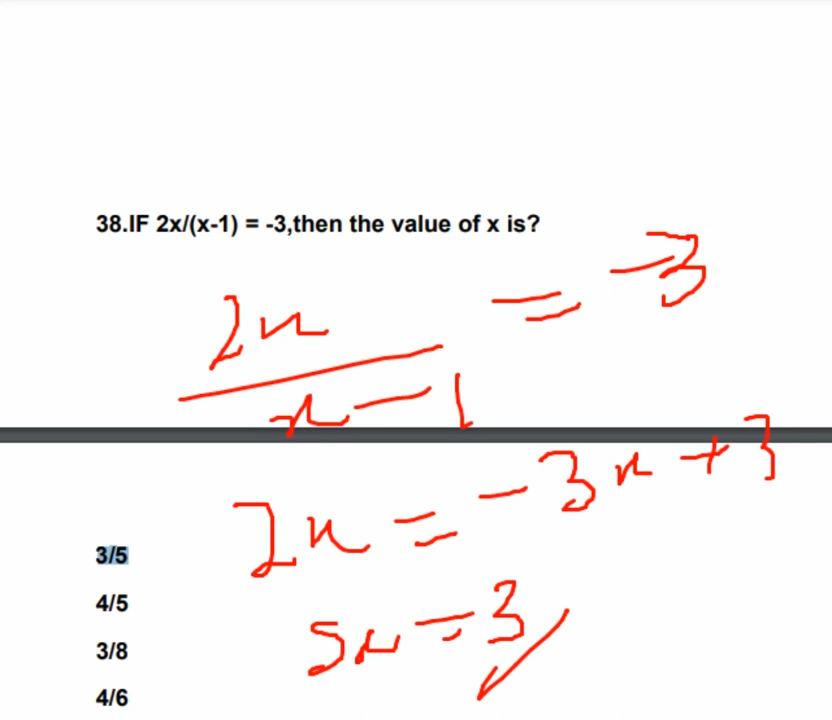 38.IF 2x/(x-1) = -3,then the value of x is?
2x
= -3
x-1
2x = -3x+3
3/5
4/5
5x=3
3/8
4/6